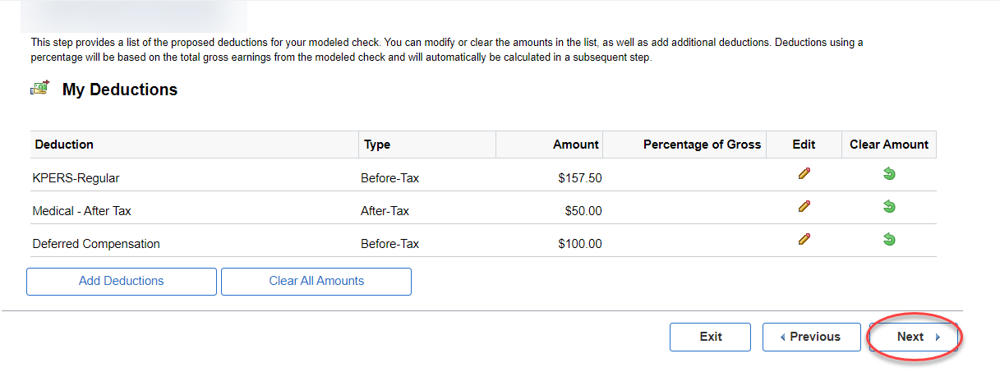 This step provides a list of the proposed deductions for your modeled check. You can modify or clear the amounts in the list, as well as add additional deductions. Deductions using a
percentage will be based on the total gross earnings from the modeled check and will automatically be calculated in a subsequent step.
My Deductions
Deduction Type Amount Percentage of Gross Edit Clear Amount
KPERS-Regular Before-Tax $157.50
Medical - After Tax After-Tax $50.00
Deferred Compensation Before-Tax $100.00
Add Deductions Clear All Amounts
Exit Previous Next